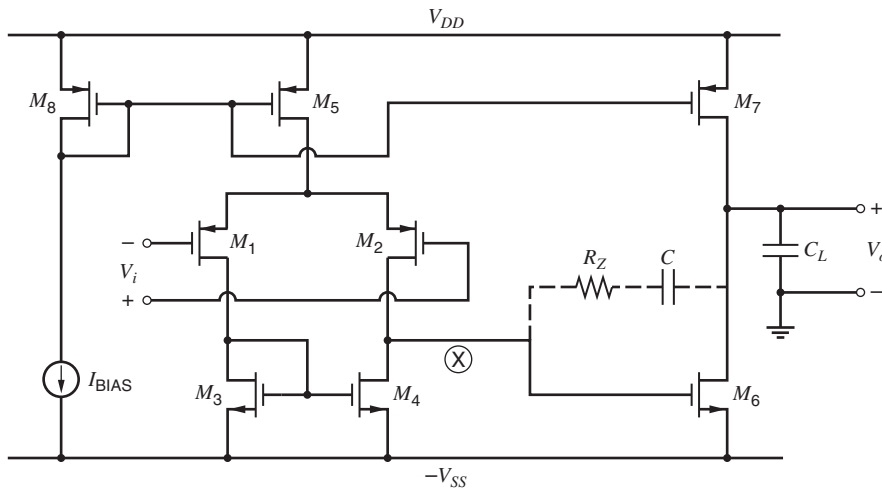 V_DD
M_8
M_5
M_7
−
M_1
M_2
V_i
+
R_Z
C
C_L
+
V_o
−
X
I_BIAS
M_3
M_4
M_6
−V_SS